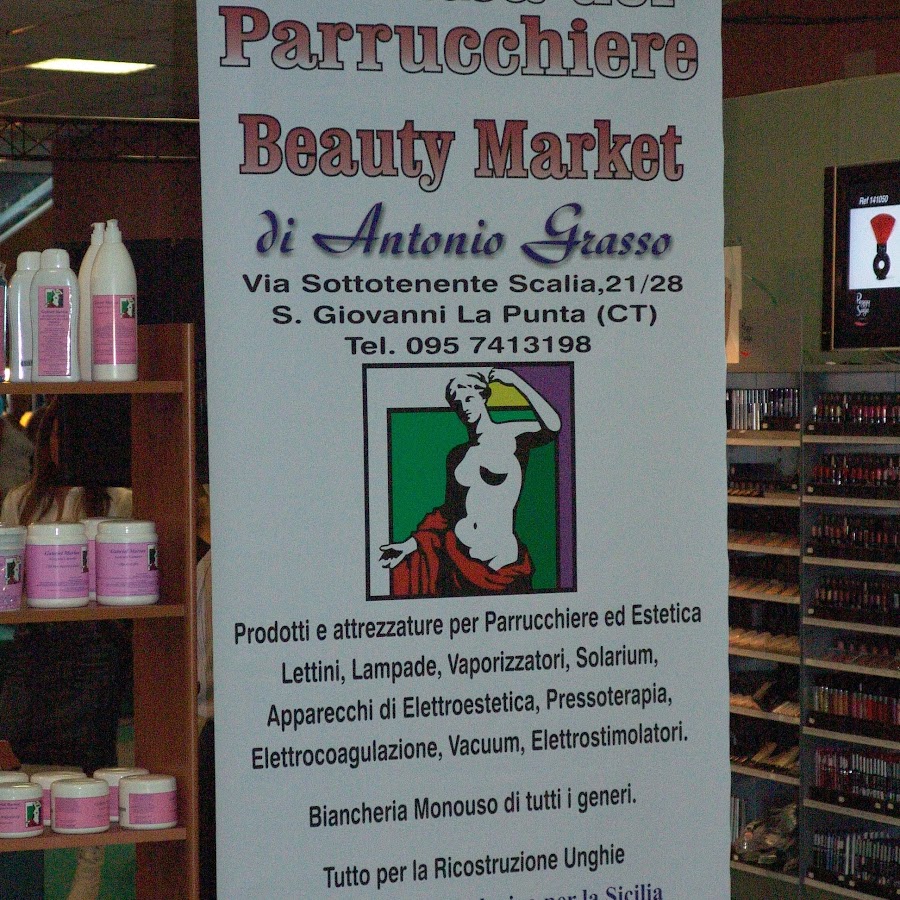 Parrucchiere
Beauty Market
di Antonio Grasso
Via Sottotenente Scalia,21/28
S. Giovanni La Punta (CT)
Tel. 095 7413198
Prodotti e attrezzature per Parrucchiere ed Estetica
Lettini, Lampade, Vaporizzatori, Solarium,
Apparecchi di Elettroestetica, Pressoterapia,
Elettrocoagulazione, Vacuum, Elettrostimolatori.
Biancheria Monouso di tutti i generi.
Tutto per la Ricostruzione Unghie
per la Sicilia
Ref 141050